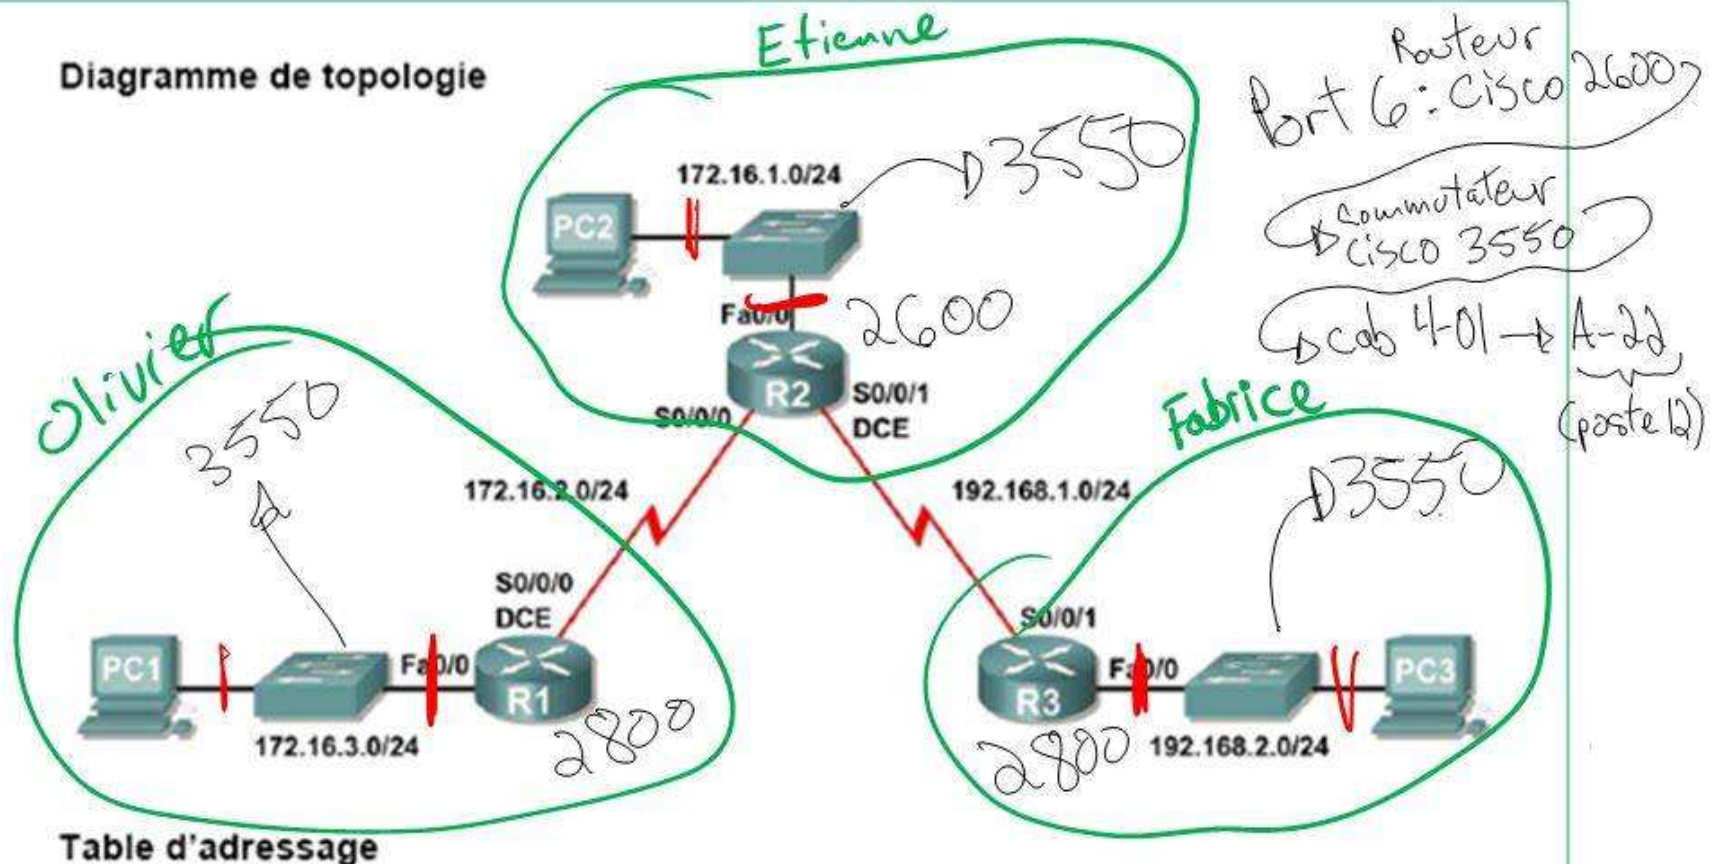 Etienne
Routeur
Port 6 : Cisco 2600
Diagramme de topologie
3550
172.16.1.0/24
PC2
Commutateur
Cisco 3550
Fa0/0
2600
cab 4-01 → A-22
(poste 12)
R2
S0/0/0
S0/0/1
DCE
Olivier
3550
Fabrice
3550
172.16.2.0/24
192.168.1.0/24
S0/0/0
DCE
S0/0/1
PC1
Fa0/0
R1
2800
172.16.3.0/24
R3
2800
Fa0/0
PC3
192.168.2.0/24
Table d'adressage